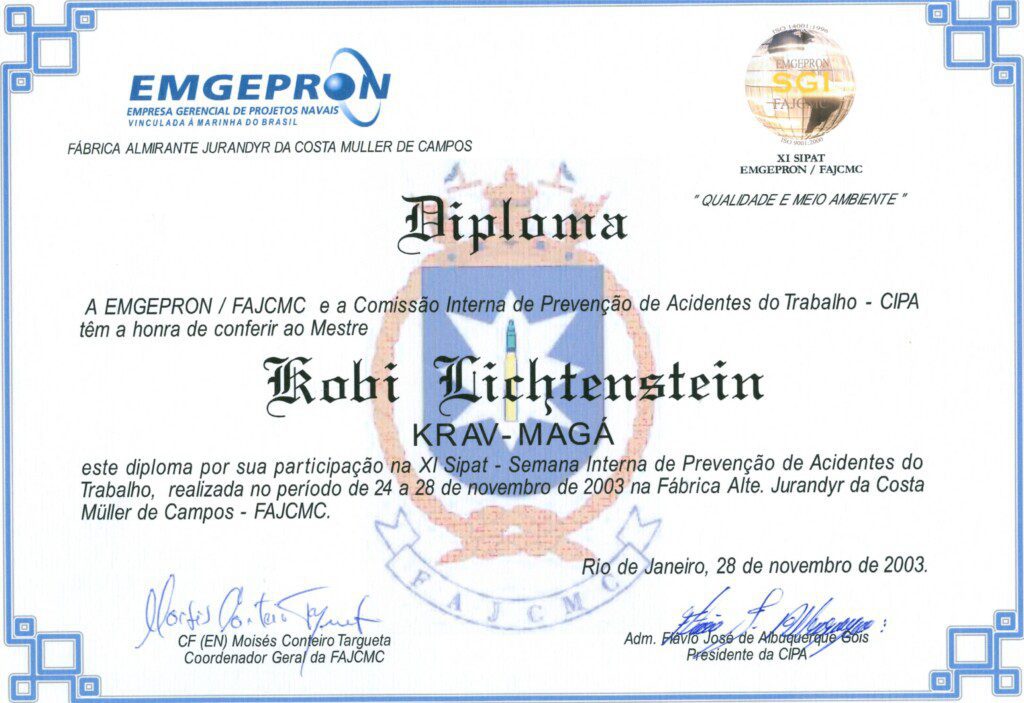 EMGEPRON
EMPRESA GERENCIAL DE PROJETOS NAVAIS
VINCULADA À MARINHA DO BRASIL
FÁBRICA ALMIRANTE JURANDYR DA COSTA MULLER DE CAMPOS
ISO 14001:1996
EMGEPRON
SGI
FAJCMC
ISO 9001:2000
XI SIPAT
EMGEPRON / FAJCMC
" QUALIDADE E MEIO AMBIENTE "
Diploma
A EMGEPRON / FAJCMC e a Comissão Interna de Prevenção de Acidentes do Trabalho - CIPA
têm a honra de conferir ao Mestre
Kobi Lichtenstein
KRAV-MAGÁ
este diploma por sua participação na XI Sipat - Semana Interna de Prevenção de Acidentes do
Trabalho, realizada no período de 24 a 28 de novembro de 2003 na Fábrica Alte. Jurandyr da Costa
Müller de Campos - FAJCMC.
Rio de Janeiro, 28 de novembro de 2003.
FAJCMC
CF (EN) Moisés Conteiro Targueta
Coordenador Geral da FAJCMC
Adm. Flávio José de Albuquerque Gois
Presidente da CIPA